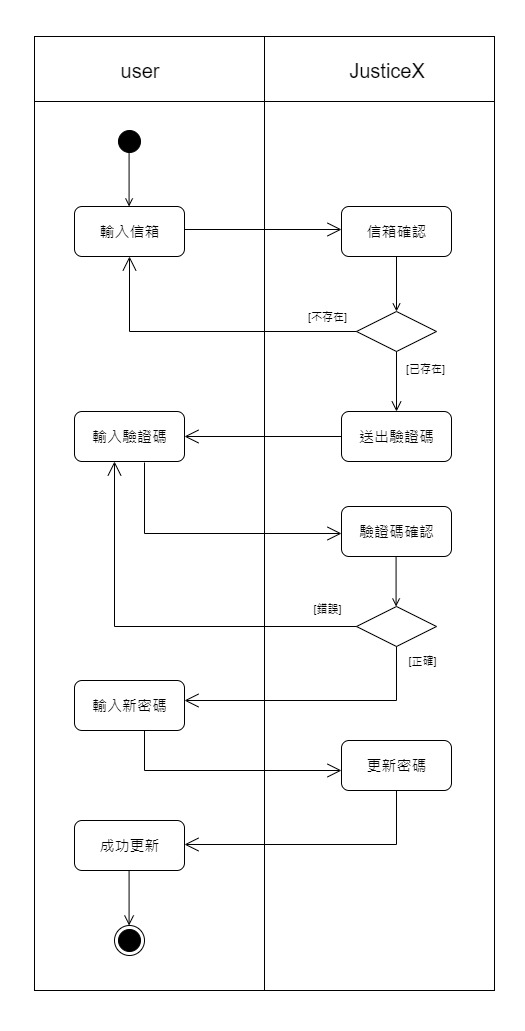 user
JusticeX
輸入信箱
信箱確認
[不存在]
[已存在]
輸入驗證碼
送出驗證碼
驗證碼確認
[錯誤]
[正確]
輸入新密碼
更新密碼
成功更新